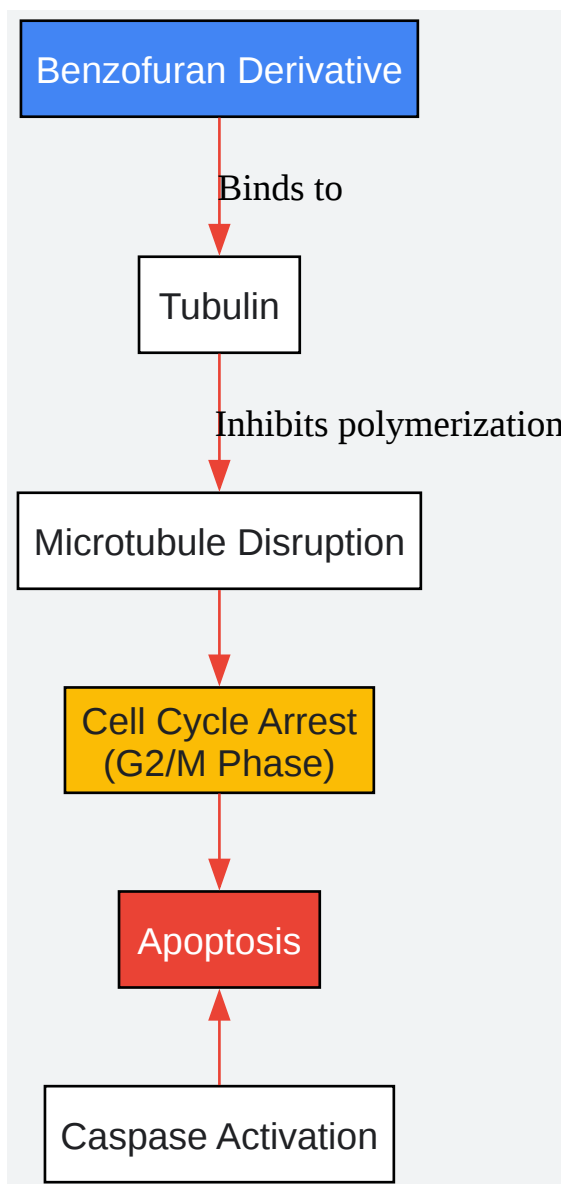 Benzofuran Derivative
Binds to
Tubulin
Inhibits polymerization
Microtubule Disruption
Cell Cycle Arrest
(G2/M Phase)
Apoptosis
Caspase Activation